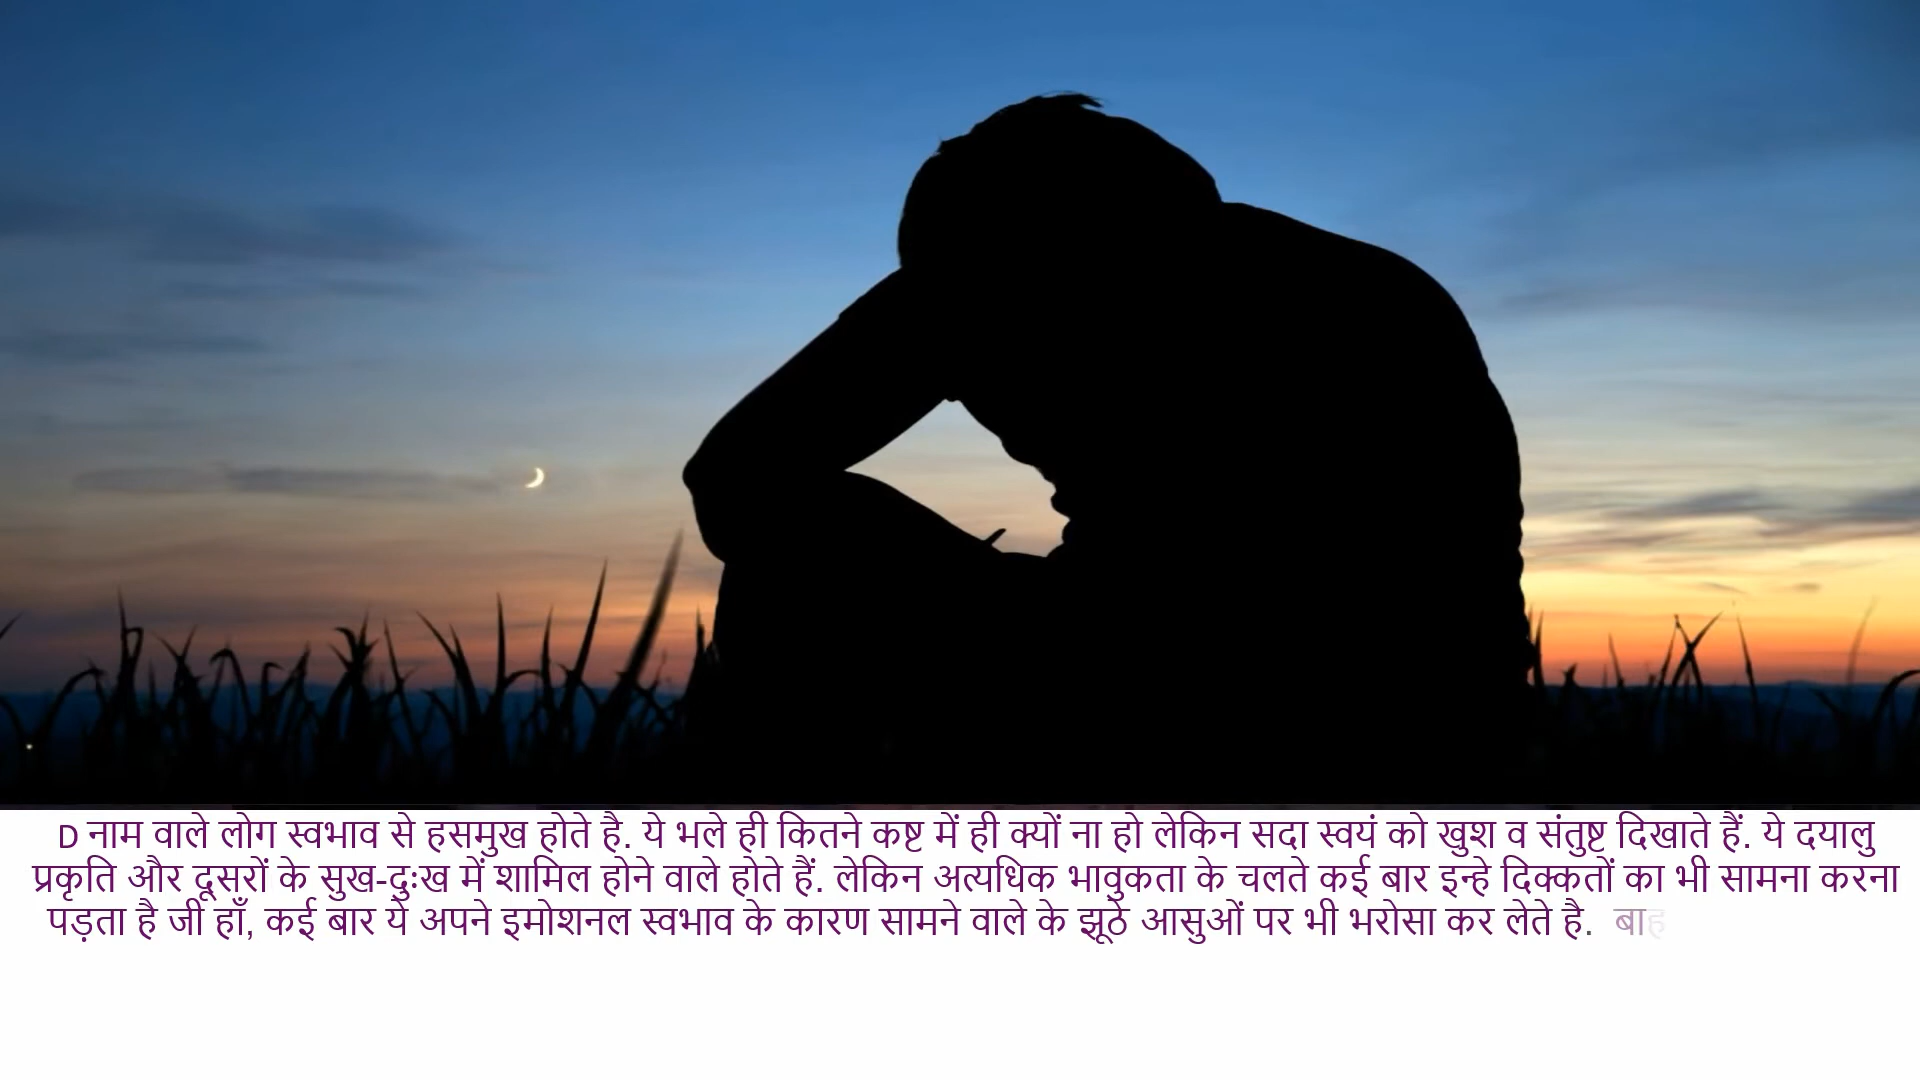 D नाम वाले लोग स्वभाव से हसमुख होते है. ये भले ही कितने कष्ट में ही क्यों ना हो लेकिन सदा स्वयं को खुश व संतुष्ट दिखाते हैं. ये दयालु
प्रकृति और दूसरों के सुख-दुःख में शामिल होने वाले होते हैं. लेकिन अत्यधिक भावुकता के चलते कई बार इन्हे दिक्कतों का भी सामना करना
पड़ता है जी हाँ, कई बार ये अपने इमोशनल स्वभाव के कारण सामने वाले के झूठे आसुओं पर भी भरोसा कर लेते है.